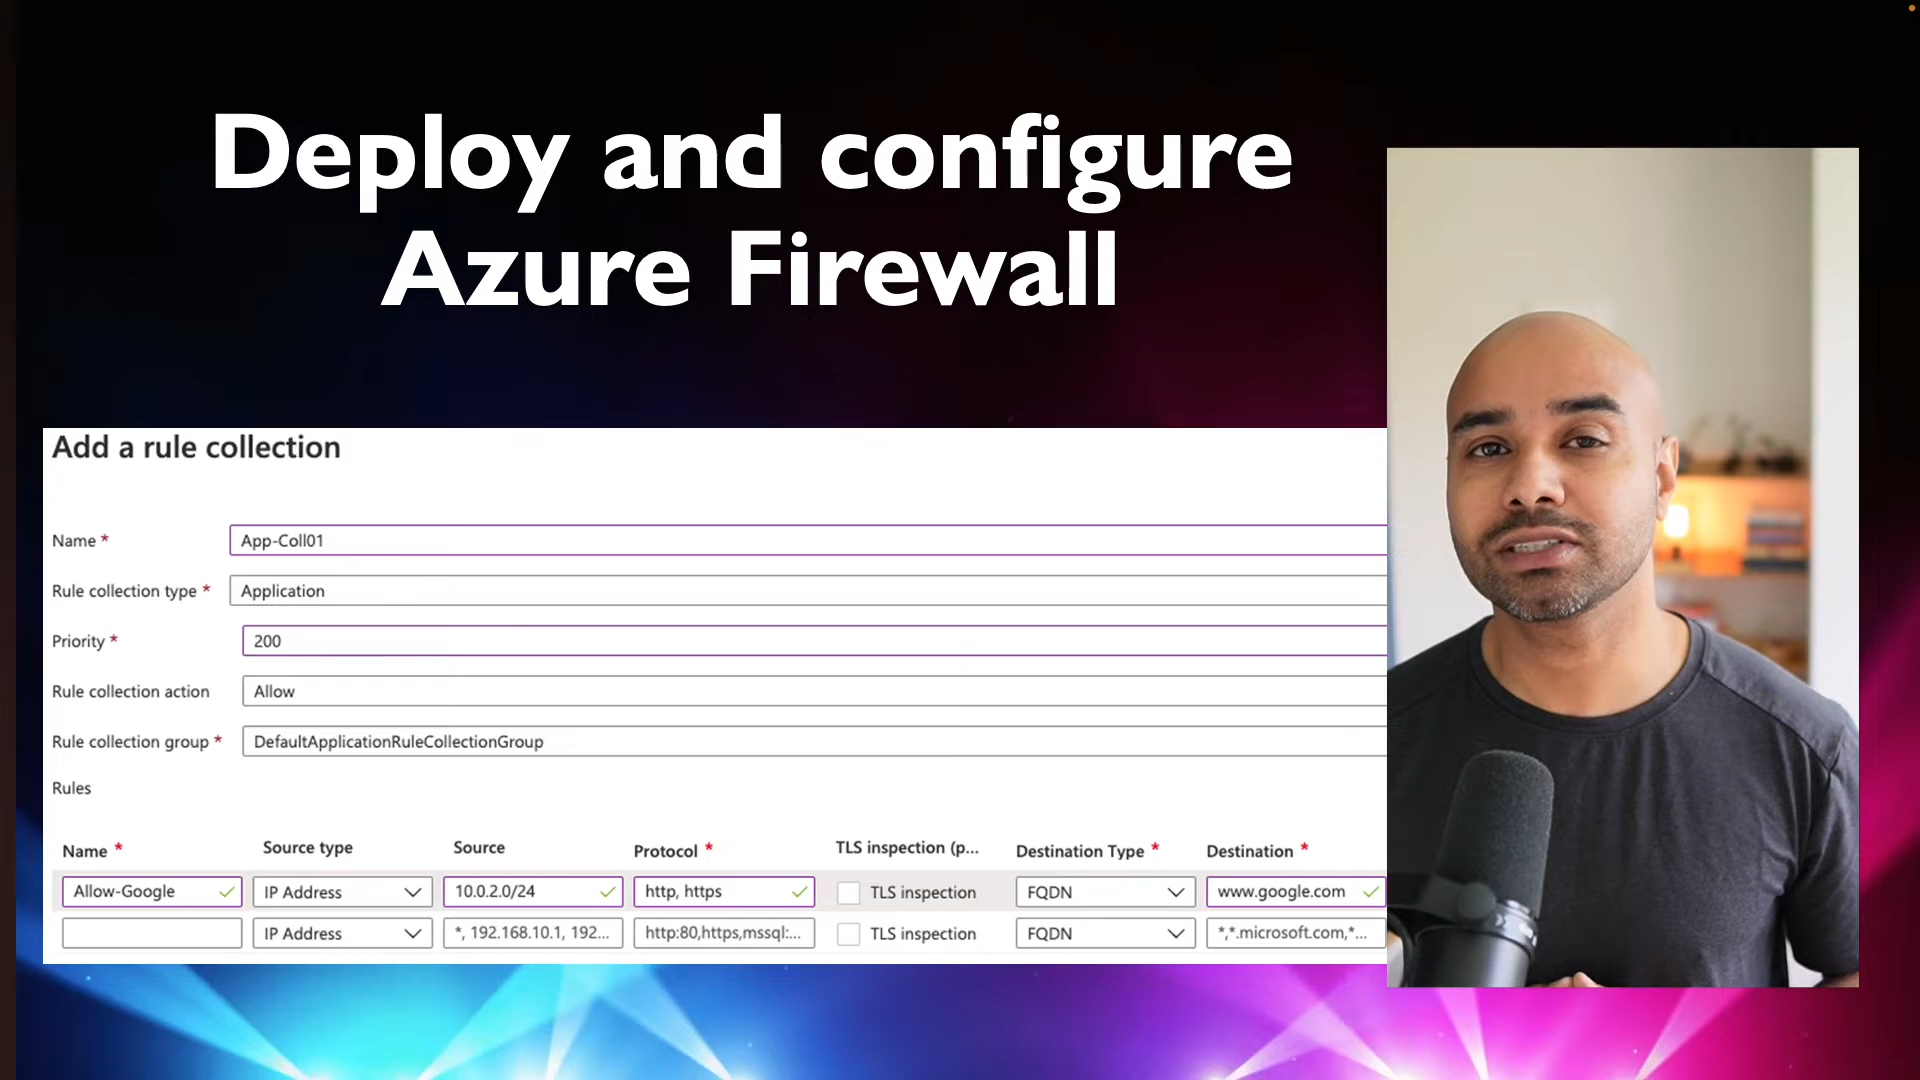 Deploy and configure
Azure Firewall
Add a rule collection
Name *
App-Coll01
Rule collection type *
Application
Priority *
200
Rule collection action
Allow
Rule collection group *
DefaultApplicationRuleCollectionGroup
Rules
Name * Source type Source Protocol * TLS inspection (p... Destination Type * Destination *
Allow-Google IP Address 10.0.2.0/24 http, https TLS inspection FQDN www.google.com
IP Address *, 192.168.10.1, 192... http:80,https,mssql:... TLS inspection FQDN *,*.microsoft.com,*...